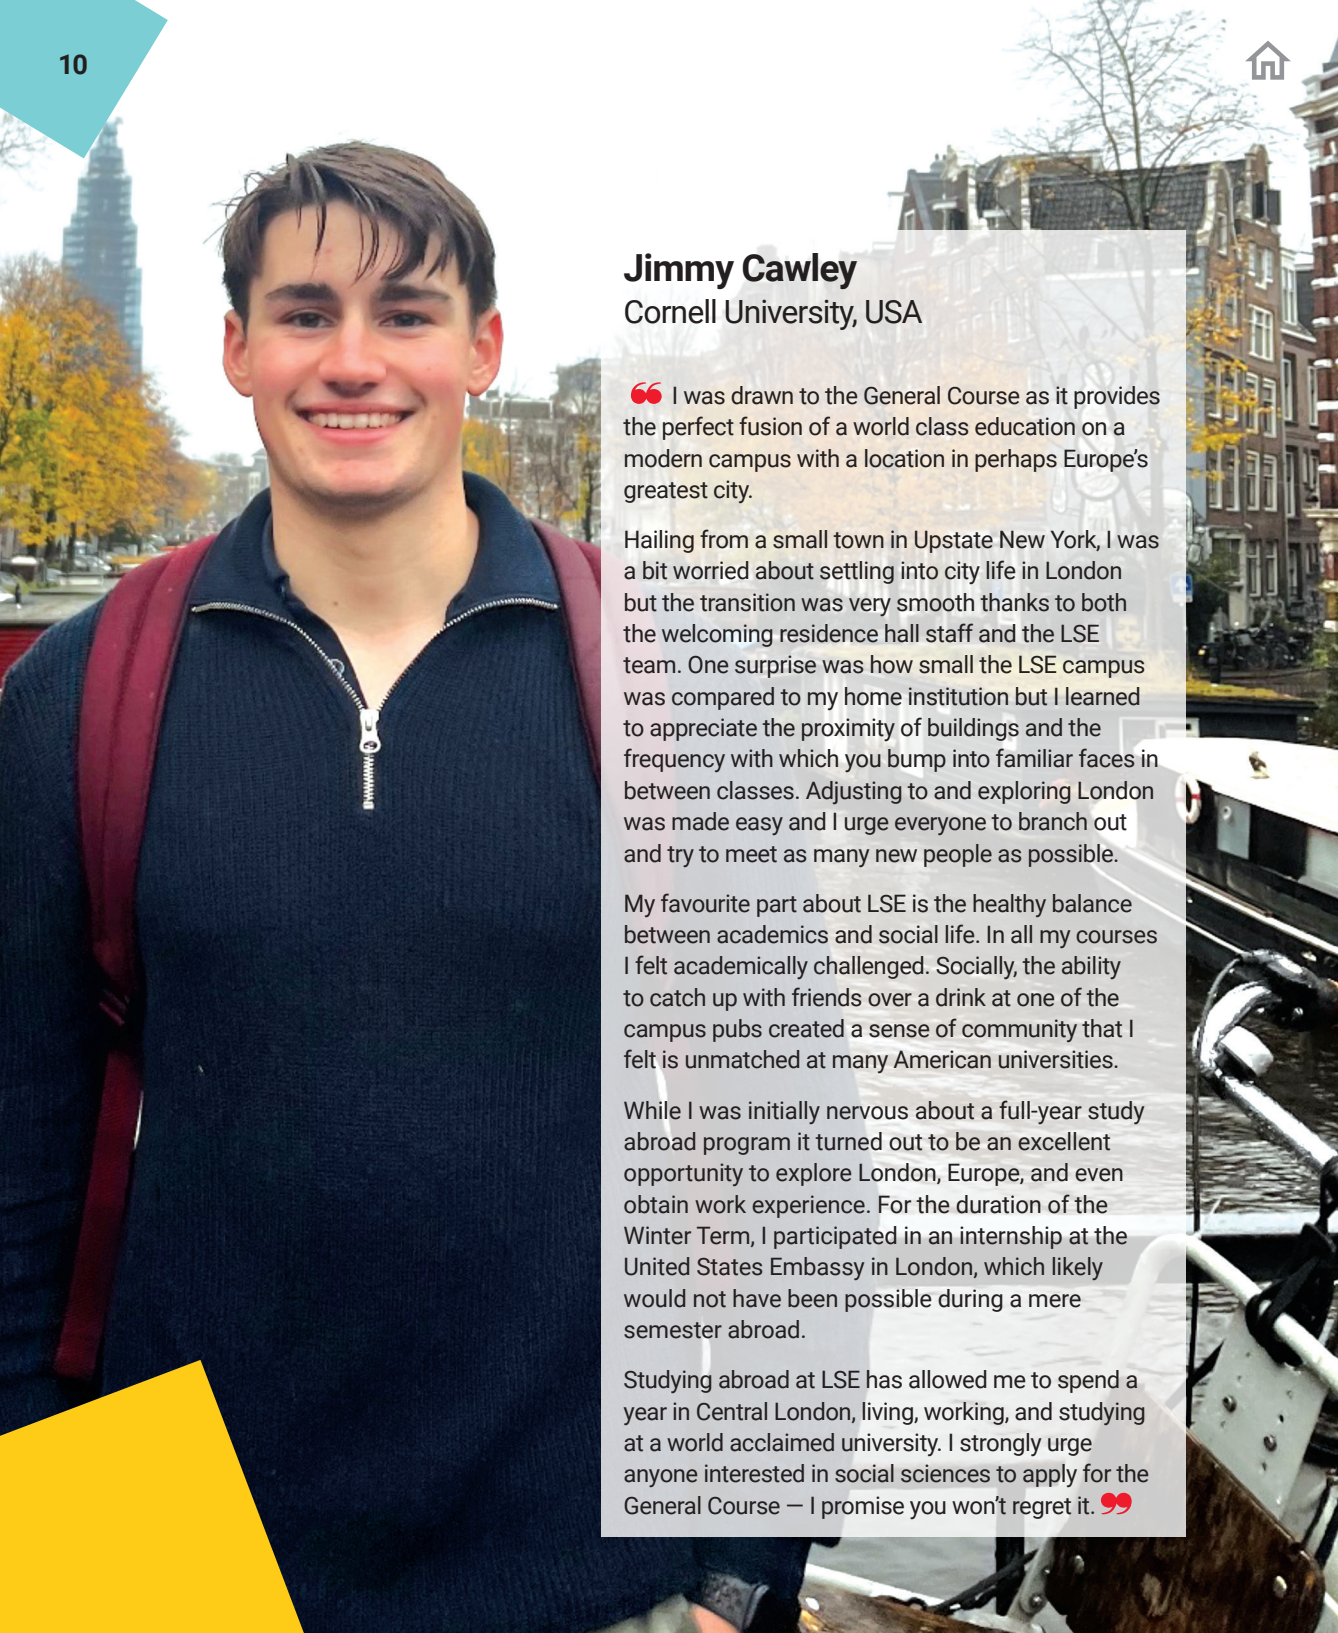 10
Jimmy Cawley
Cornell University, USA
❝ I was drawn to the General Course as it provides
the perfect fusion of a world class education on a
modern campus with a location in perhaps Europe’s
greatest city.
Hailing from a small town in Upstate New York, I was
a bit worried about settling into city life in London
but the transition was very smooth thanks to both
the welcoming residence hall staff and the LSE
team. One surprise was how small the LSE campus
was compared to my home institution but I learned
to appreciate the proximity of buildings and the
frequency with which you bump into familiar faces in
between classes. Adjusting to and exploring London
was made easy and I urge everyone to branch out
and try to meet as many new people as possible.
My favourite part about LSE is the healthy balance
between academics and social life. In all my courses
I felt academically challenged. Socially, the ability
to catch up with friends over a drink at one of the
campus pubs created a sense of community that I
felt is unmatched at many American universities.
While I was initially nervous about a full-year study
abroad program it turned out to be an excellent
opportunity to explore London, Europe, and even
obtain work experience. For the duration of the
Winter Term, I participated in an internship at the
United States Embassy in London, which likely
would not have been possible during a mere
semester abroad.
Studying abroad at LSE has allowed me to spend a
year in Central London, living, working, and studying
at a world acclaimed university. I strongly urge
anyone interested in social sciences to apply for the
General Course — I promise you won’t regret it. ❞